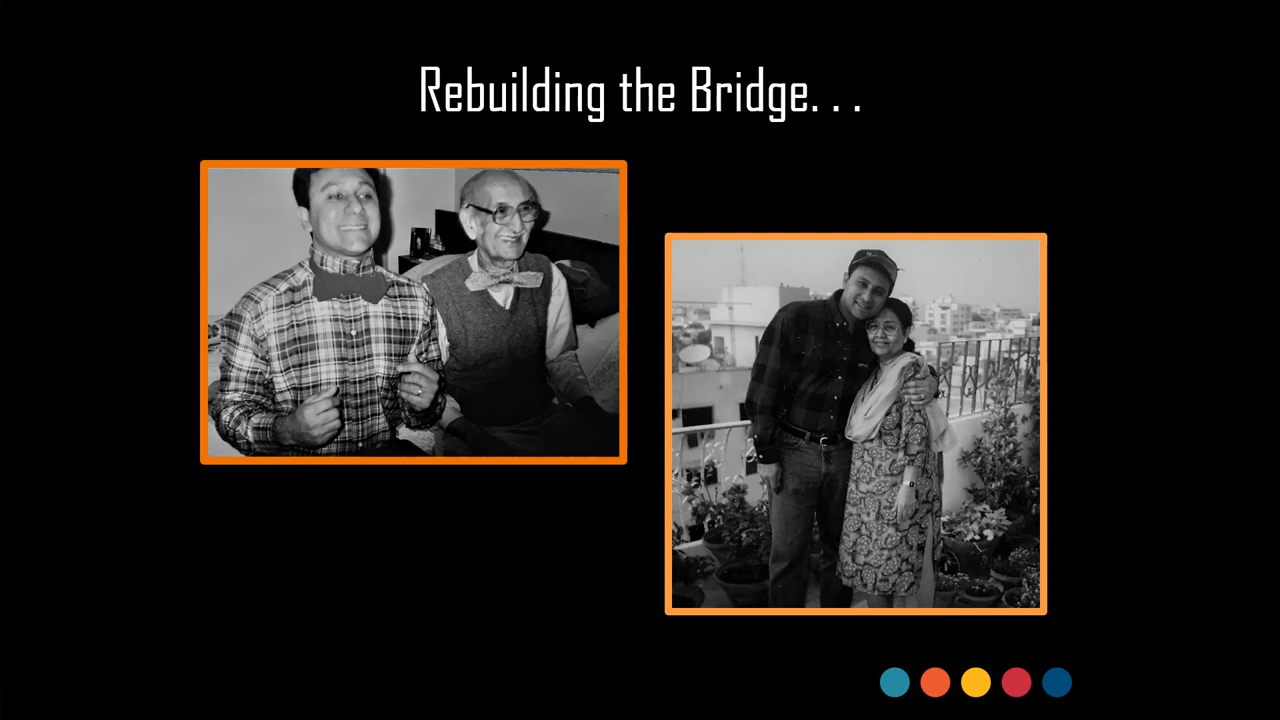 Rebuilding the Bridge. . .